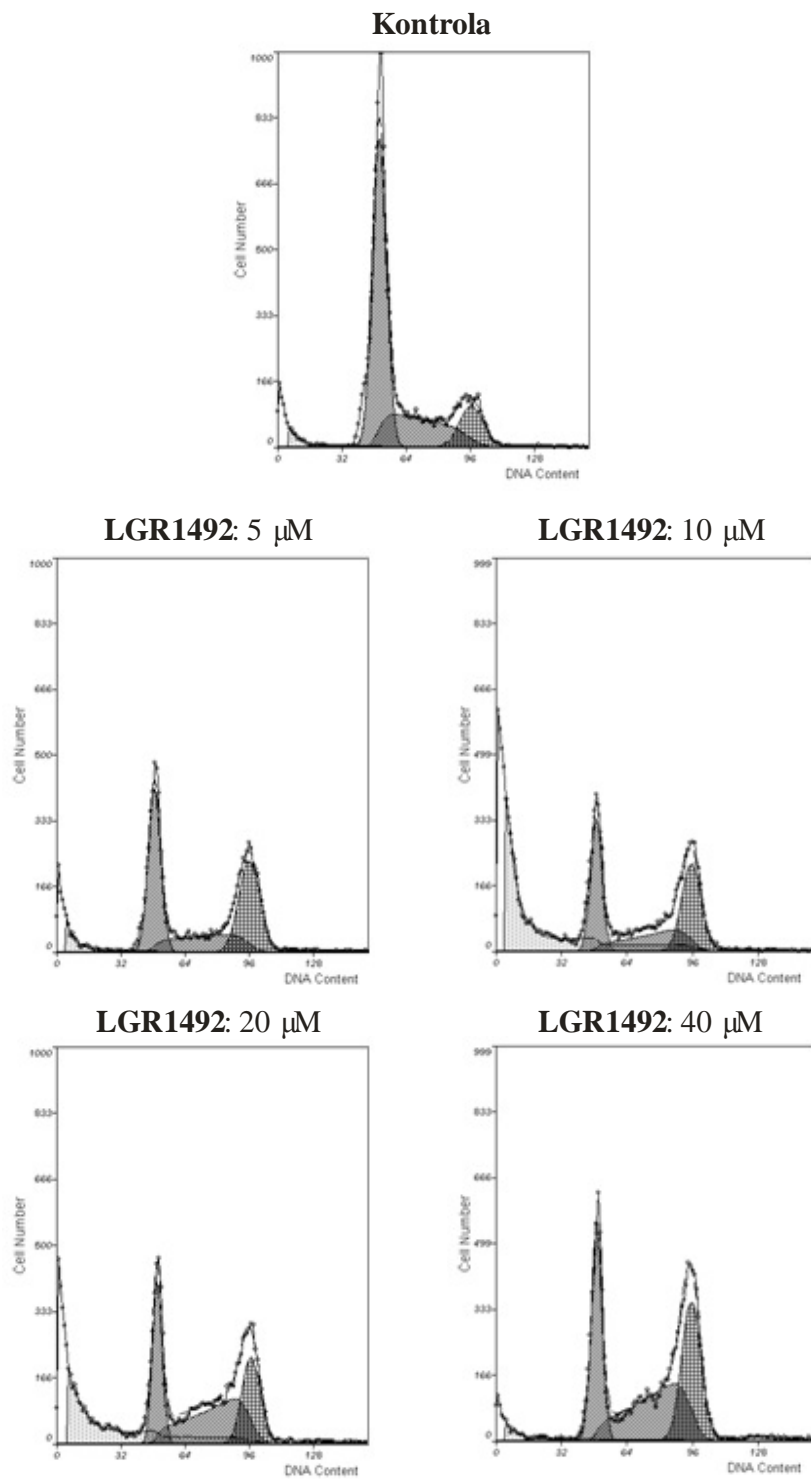 Kontrola
1000
833
666
500
333
166
0
Cell Number
0 32 64 96 128
DNA Content
LGR1492: 5 μM
1000
833
666
500
333
166
0
Cell Number
0 32 64 96 128
DNA Content
LGR1492: 10 μM
999
833
666
499
333
166
0
Cell Number
0 32 64 96 128
DNA Content
LGR1492: 20 μM
1000
833
666
500
333
166
0
Cell Number
0 32 64 96 128
DNA Content
LGR1492: 40 μM
999
833
666
499
333
166
0
Cell Number
0 32 64 96 128
DNA Content